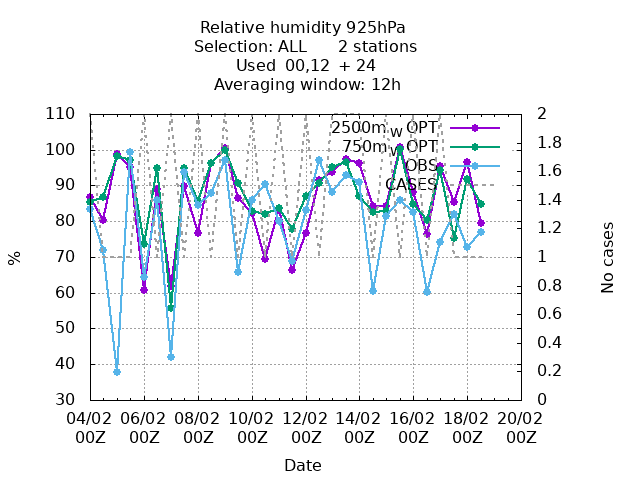 Relative humidity 925hPa
Selection: ALL 2 stations
Used 00,12 + 24
Averaging window: 12h
110
100
90
80
70
60
50
40
30
%
2
1.8
1.6
1.4
1.2
1
0.8
0.6
0.4
0.2
0
No cases
2500m_w OPT
750m_v OPT
OBS
CASES
04/02 06/02 08/02 10/02 12/02 14/02 16/02 18/02 20/02
00Z 00Z 00Z 00Z 00Z 00Z 00Z 00Z 00Z
Date